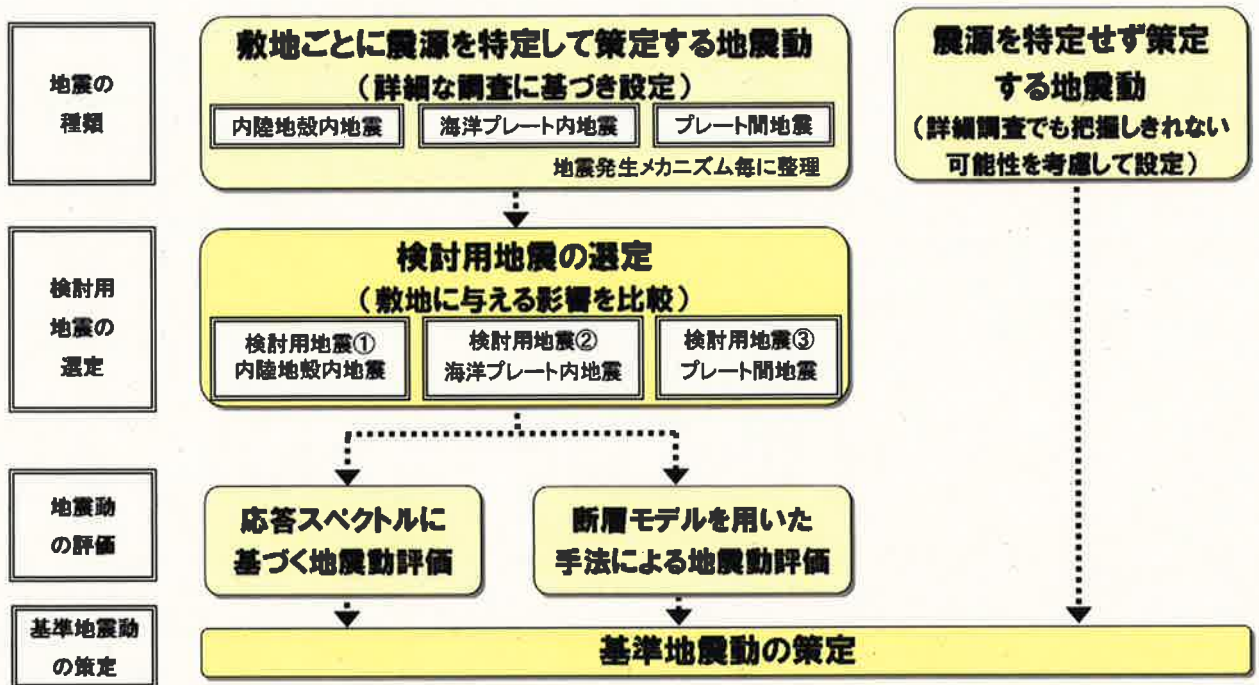 地震の
種類
敷地ごとに震源を特定して策定する地震動
（詳細な調査に基づき設定）
内陸地殻内地震
海洋プレート内地震
プレート間地震
地震発生メカニズム毎に整理
震源を特定せず策定
する地震動
（詳細調査でも把握しきれない
可能性を考慮して設定）
検討用
地震の
選定
検討用地震の選定
（敷地に与える影響を比較）
検討用地震①
内陸地殻内地震
検討用地震②
海洋プレート内地震
検討用地震③
プレート間地震
地震動
の評価
応答スペクトルに
基づく地震動評価
断層モデルを用いた
手法による地震動評価
基準地震動
の策定
基準地震動の策定